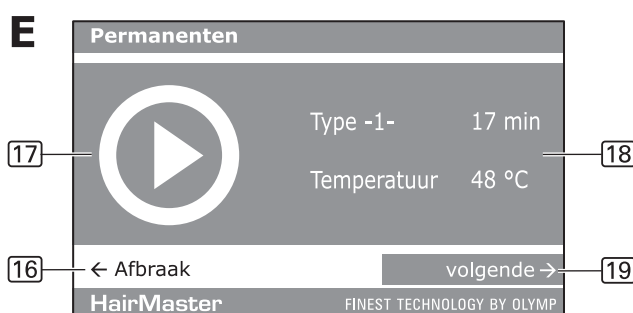 E
Permanenten
Type -1- 17 min
17 18
Temperatuur 48 °C
16 ← Afbraak volgende → 19
HairMaster FINEST TECHNOLOGY BY OLYMP